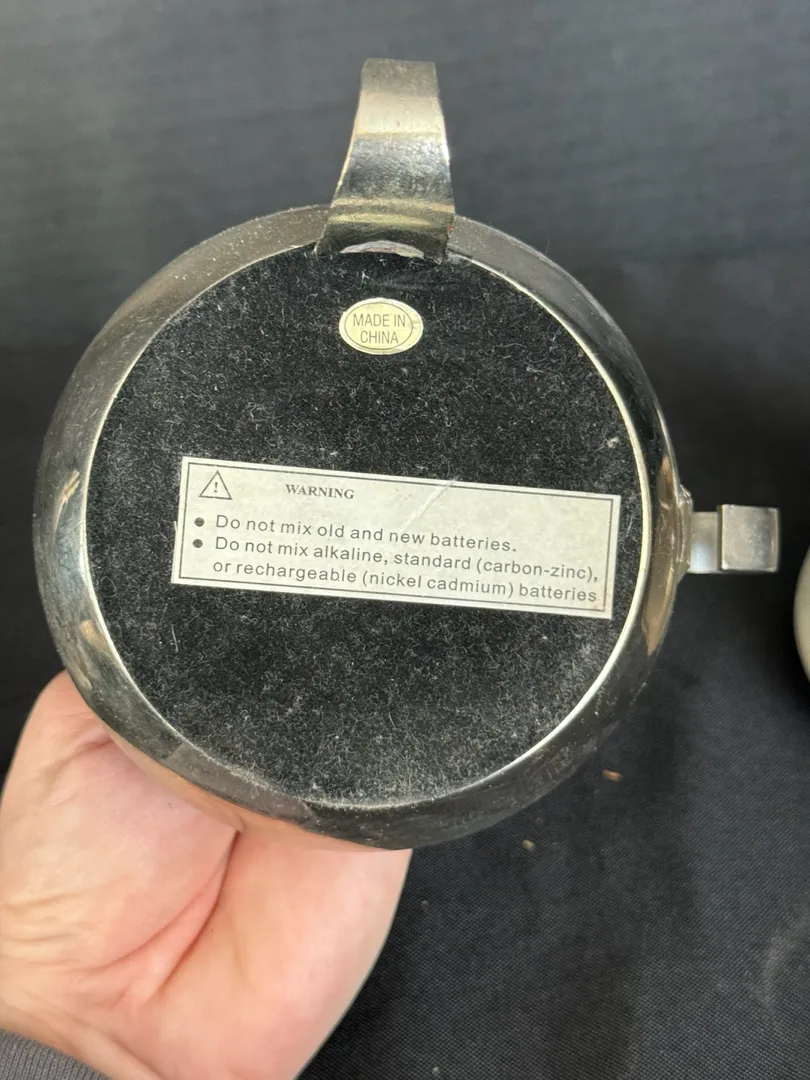 MADE IN
CHINA
WARNING
● Do not mix old and new batteries.
● Do not mix alkaline, standard (carbon-zinc),
or rechargeable (nickel cadmium) batteries